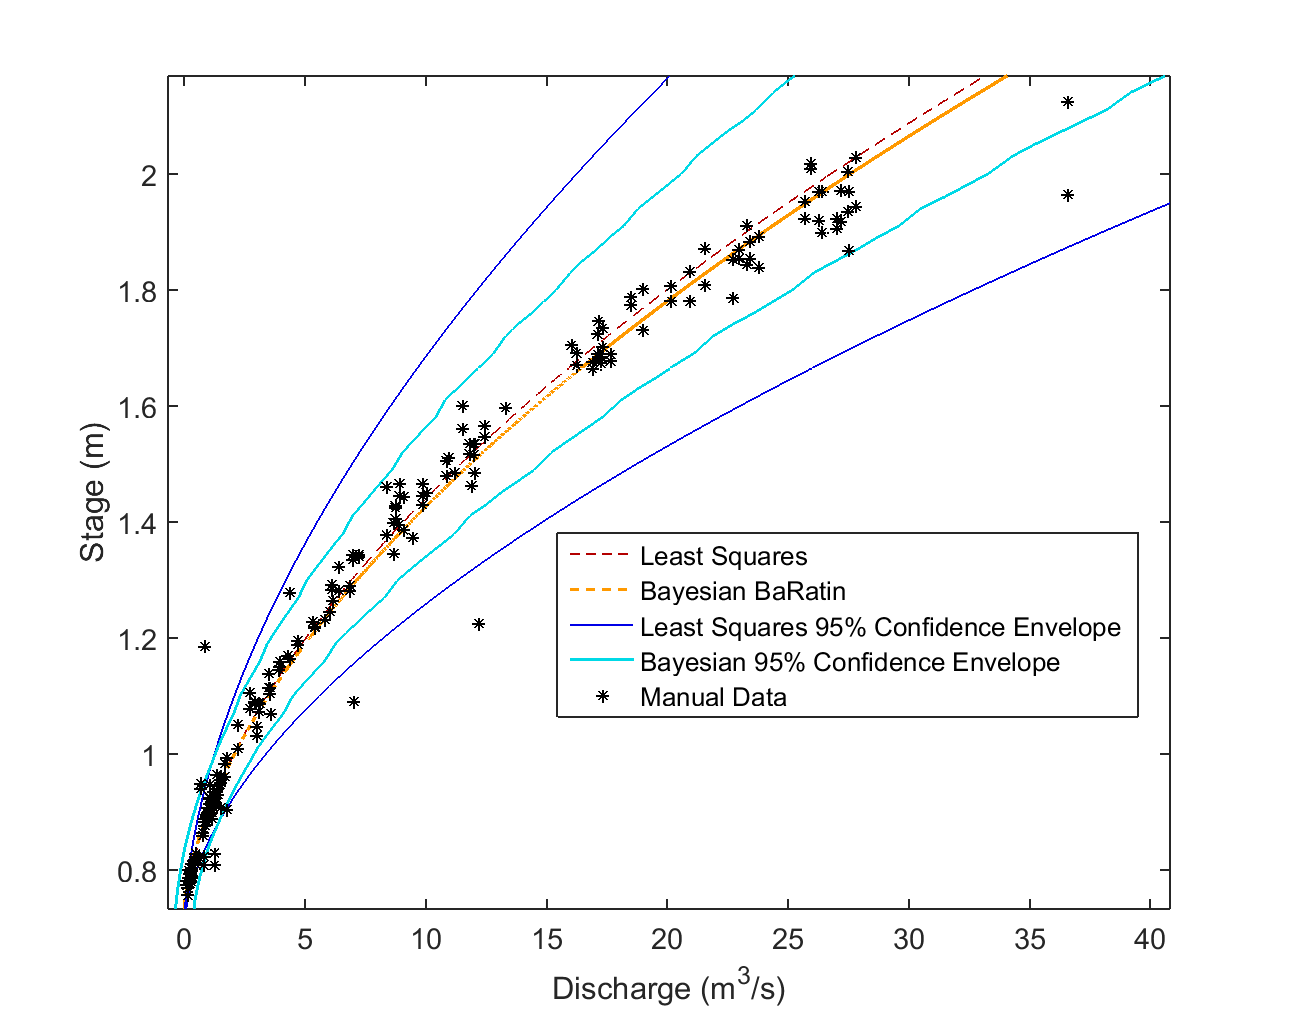 2
1.8
1.6
1.4
1.2
1
0.8
Stage (m)
Least Squares
Bayesian BaRatin
Least Squares 95% Confidence Envelope
Bayesian 95% Confidence Envelope
Manual Data
0 5 10 15 20 25 30 35 40
Discharge (m³/s)